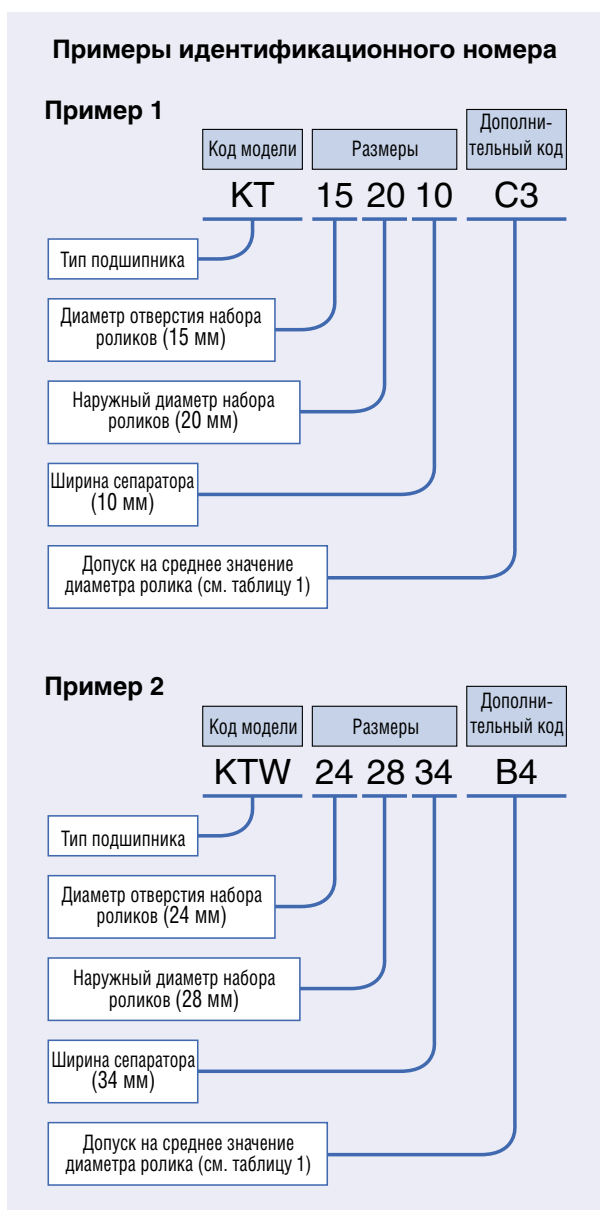 Примеры идентификационного номера
Пример 1
Код модели
Размеры
Дополни-
тельный код
KT 15 20 10 C3
Тип подшипника
Диаметр отверстия набора
роликов (15 мм)
Наружный диаметр набора
роликов (20 мм)
Ширина сепаратора
(10 мм)
Допуск на среднее значение
диаметра ролика (см. таблицу 1)
Пример 2
Код модели
Размеры
Дополни-
тельный код
KTW 24 28 34 B4
Тип подшипника
Диаметр отверстия набора
роликов (24 мм)
Наружный диаметр набора
роликов (28 мм)
Ширина сепаратора
(34 мм)
Допуск на среднее значение
диаметра ролика (см. таблицу 1)